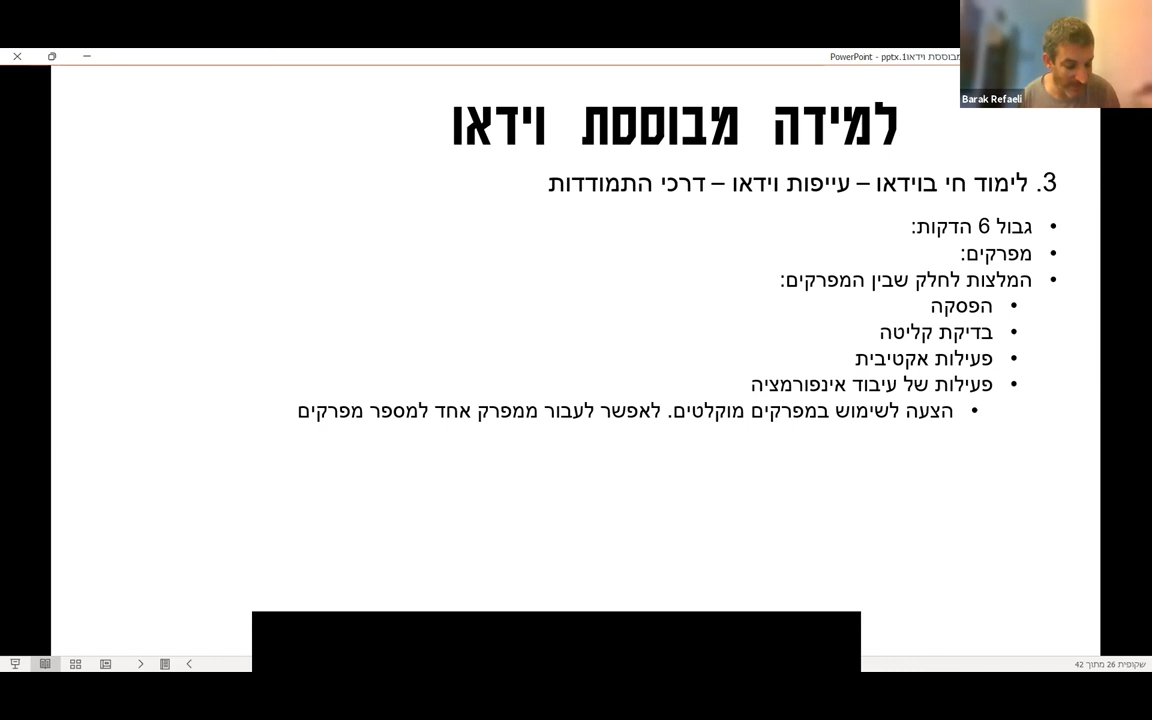 מבוססת וידאו1.pptx - PowerPoint
Barak Refaeli
למידה מבוססת וידאו
3. לימוד חי בוידאו – עייפות וידאו – דרכי התמודדות
• גבול 6 הדקות:
• מפרקים:
• המלצות לחלק שבין המפרקים:
• הפסקה
• בדיקת קליטה
• פעילות אקטיבית
• פעילות של עיבוד אינפורמציה
• הצעה לשימוש במפרקים מוקלטים. לאפשר לעבור ממפרק אחד למספר מפרקים
שקופית 26 מתוך 42